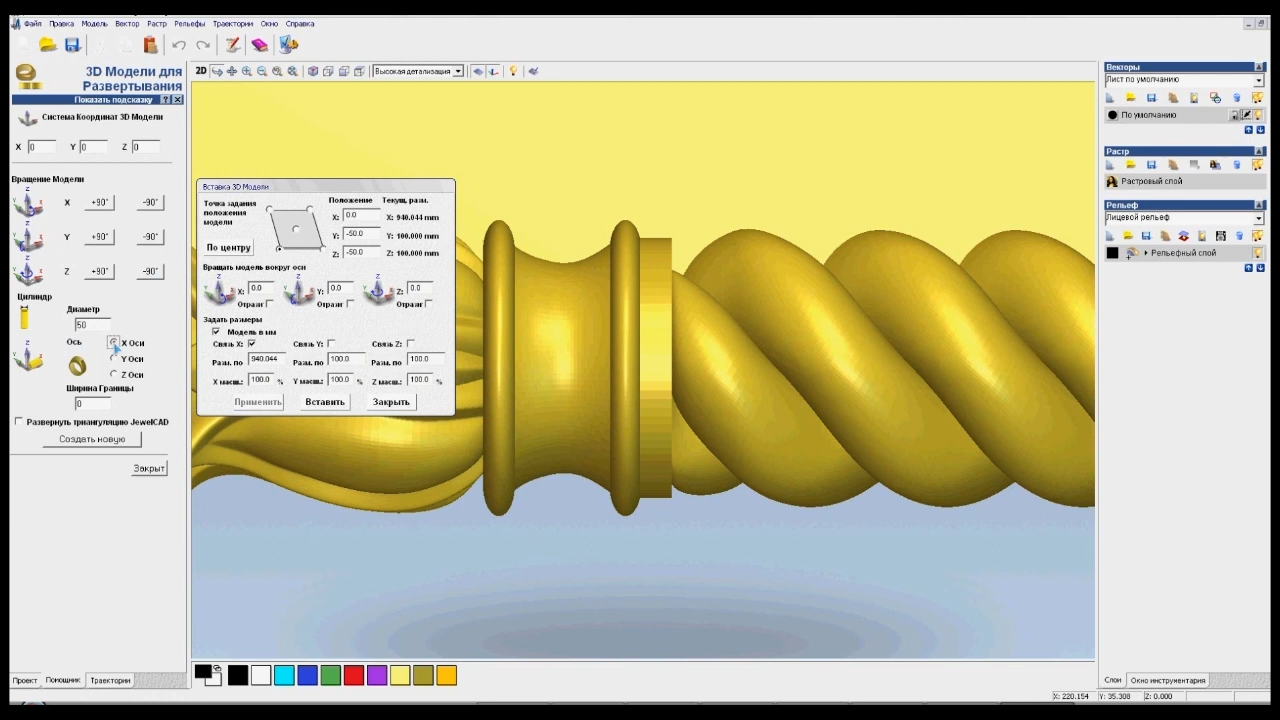 Файл Правка Модель Вектор Растр Рельефы Траектории Окно Справка
3D Модели для
Развертывания
Показать подсказку ? X
Система Координат 3D Модели
X 0 Y 0 Z 0
Вращение Модели
X +90° -90°
Y +90° -90°
Z +90° -90°
Цилиндр
Диаметр
50
Ось X Оси
Y Оси
Z Оси
Ширина Границы
0
Развернуть триангуляцию JewelCAD
Создать новую
Закрыт
Проект Помощник Траектории
2D Высокая детализация
Вставка 3D Модели
Точка задания
положения
модели
По центру
Положение Текущ. разм.
X: 0.0 X: 940.044 mm
Y: -50.0 Y: 100.000 mm
Z: -50.0 Z: 100.000 mm
Вращать модель вокруг оси
X: 0.0 Y: 0.0 Z: 0.0
Отразит Отразит Отразит
Задать размеры
Модель в мм
Связь X: Связь Y: Связь Z:
Разм. по 940.044 Разм. по 100.0 Разм. по 100.0
X масш.: 100.0 % Y масш.: 100.0 % Z масш.: 100.0 %
Применить Вставить Закрыть
Векторы
Лист по умолчанию
По умолчанию
Растр
Растровый слой
Рельеф
Лицевой рельеф
Рельефный слой
Слои Окно инструментария
X: 220.154 Y: 35.308 Z: 0.000